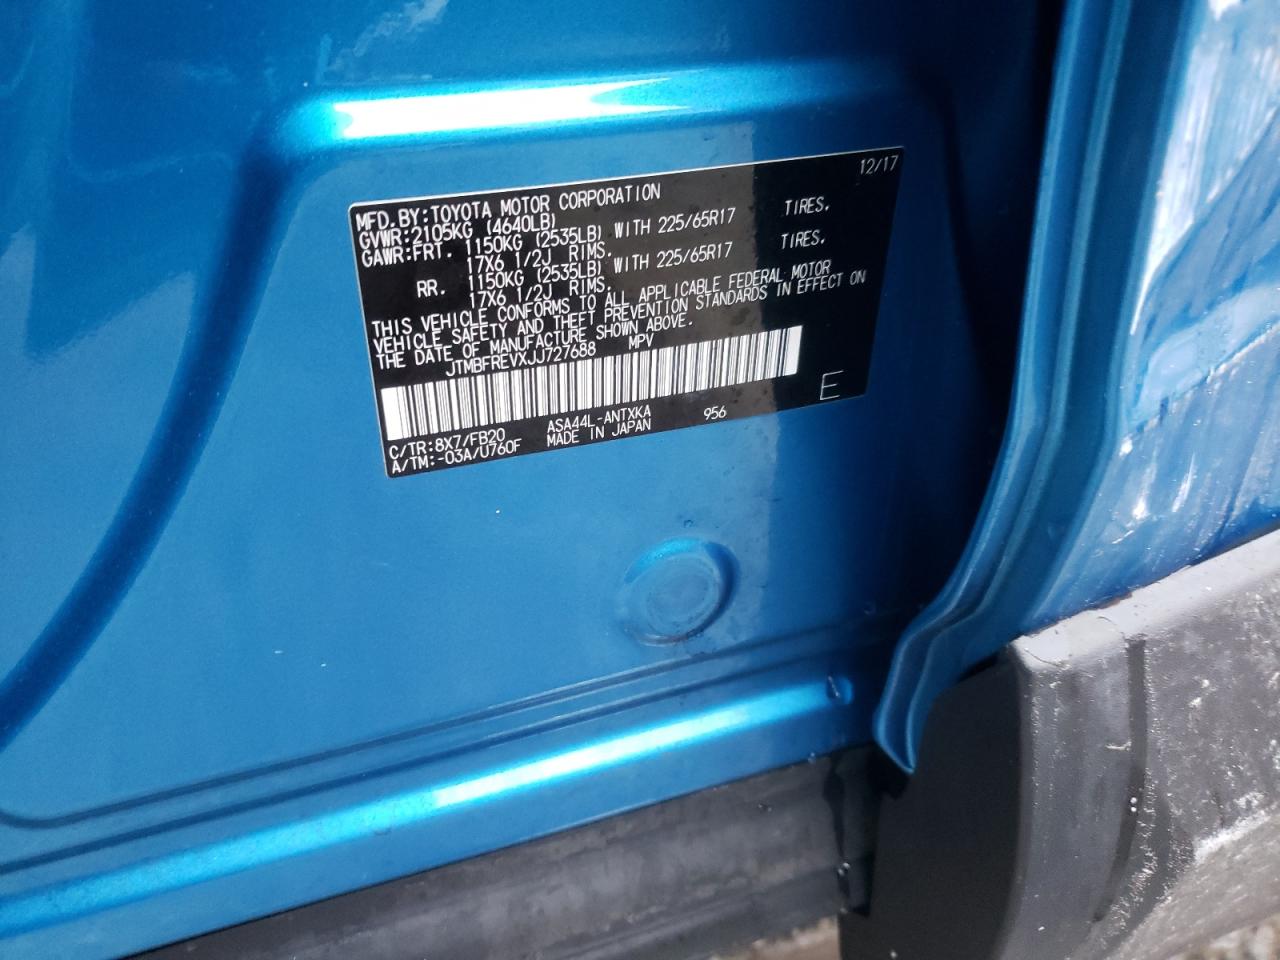 12/17
MFD.BY:TOYOTA MOTOR CORPORATION
GVWR:2105KG (4640LB)
GAWR:FRT. 1150KG (2535LB) WITH 225/65R17 TIRES.
17X6 1/2J RIMS.
RR. 1150KG (2535LB) WITH 225/65R17 TIRES.
17X6 1/2J RIMS.
THIS VEHICLE CONFORMS TO ALL APPLICABLE FEDERAL MOTOR
VEHICLE SAFETY AND THEFT PREVENTION STANDARDS IN EFFECT ON
THE DATE OF MANUFACTURE SHOWN ABOVE.
JTMBFREVXJJ727688 MPV
E
C/TR:8X7/FB20 ASA44L-ANTXKA 956
A/TM:-03A/U760F MADE IN JAPAN